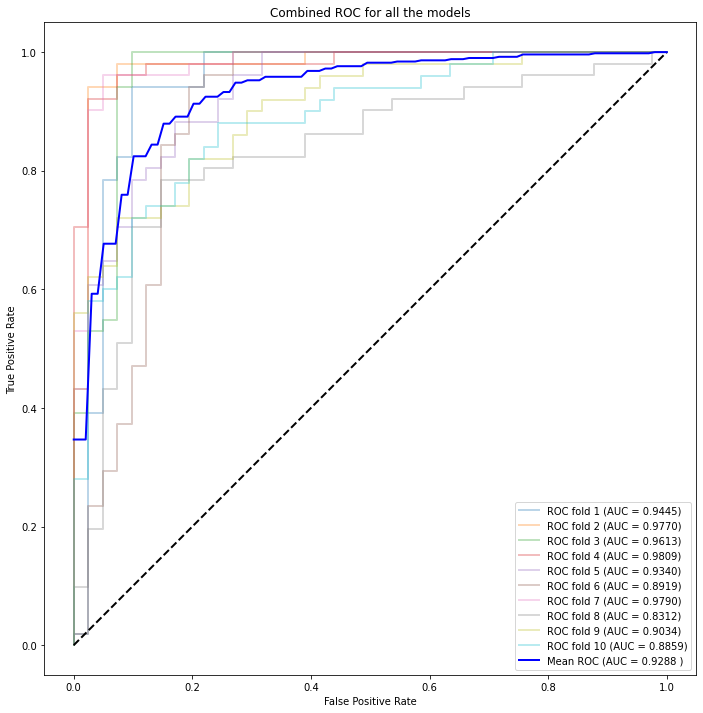 Combined ROC for all the models
True Positive Rate
1.0
0.8
0.6
0.4
0.2
0.0
ROC fold 1 (AUC = 0.9445)
ROC fold 2 (AUC = 0.9770)
ROC fold 3 (AUC = 0.9613)
ROC fold 4 (AUC = 0.9809)
ROC fold 5 (AUC = 0.9340)
ROC fold 6 (AUC = 0.8919)
ROC fold 7 (AUC = 0.9790)
ROC fold 8 (AUC = 0.8312)
ROC fold 9 (AUC = 0.9034)
ROC fold 10 (AUC = 0.8859)
Mean ROC (AUC = 0.9288 )
0.0 0.2 0.4 0.6 0.8 1.0
False Positive Rate